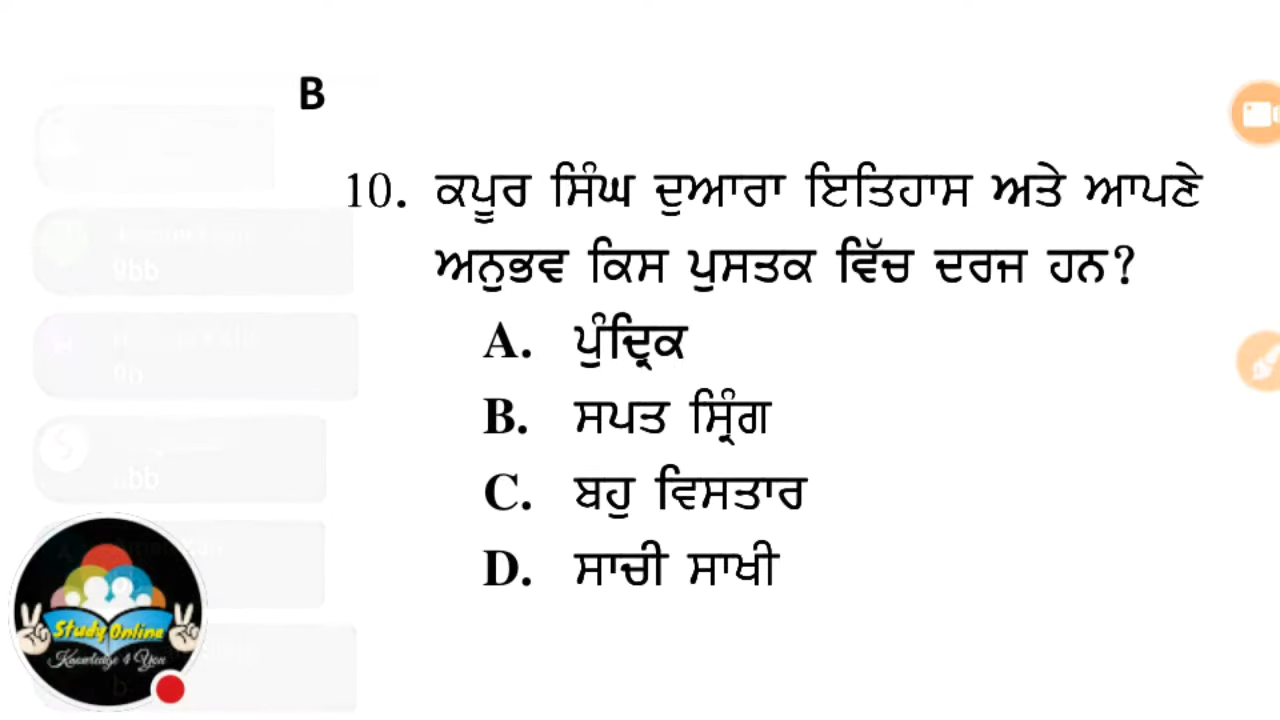 B
10. ਕਪੂਰ ਸਿੰਘ ਦੁਆਰਾ ਇਤਿਹਾਸ ਅਤੇ ਆਪਣੇ
ਅਨੁਭਵ ਕਿਸ ਪੁਸਤਕ ਵਿੱਚ ਦਰਜ ਹਨ?
A. ਪੁੰਦ੍ਰਿਕ
B. ਸਪਤ ਸ੍ਰਿੰਗ
C. ਬਹੁ ਵਿਸਤਾਰ
D. ਸਾਚੀ ਸਾਖੀ
Study Online
Knowledge 4 You